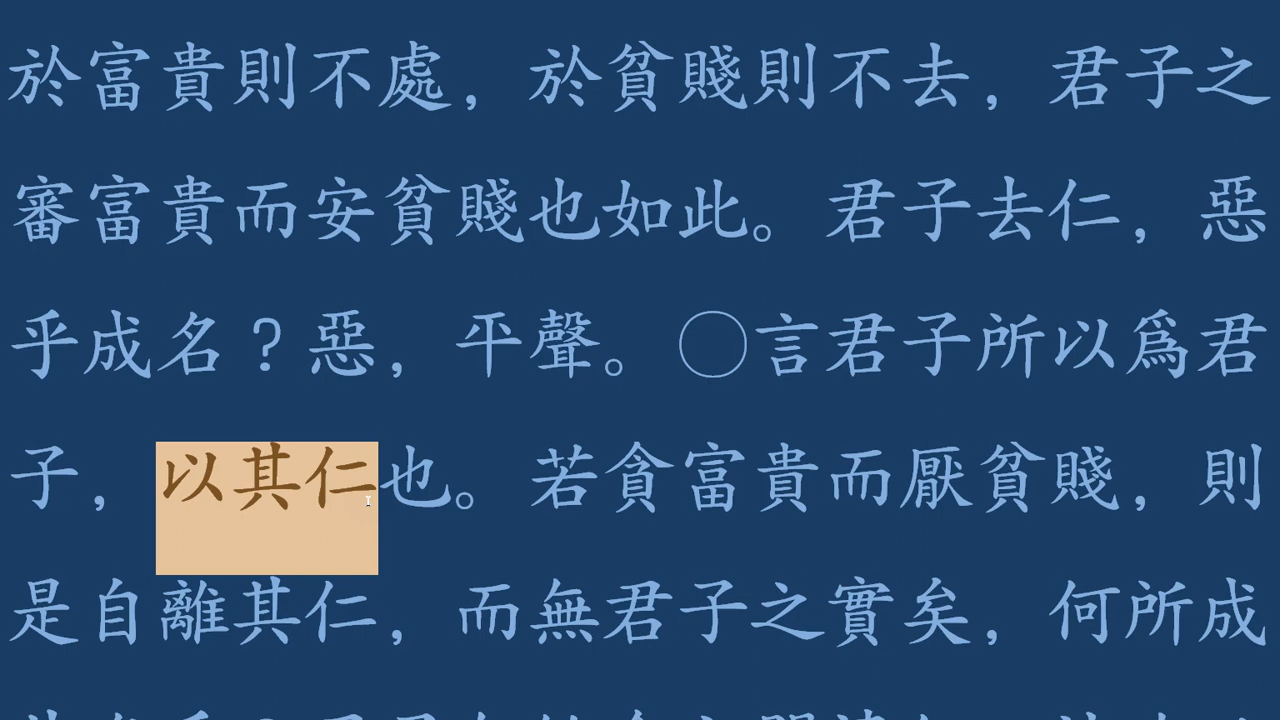 於富貴則不處，於貧賤則不去，君子之
審富貴而安貧賤也如此。君子去仁，惡
乎成名？惡，平聲。○言君子所以爲君
子，以其仁也。若貪富貴而厭貧賤，則
是自離其仁，而無君子之實矣，何所成